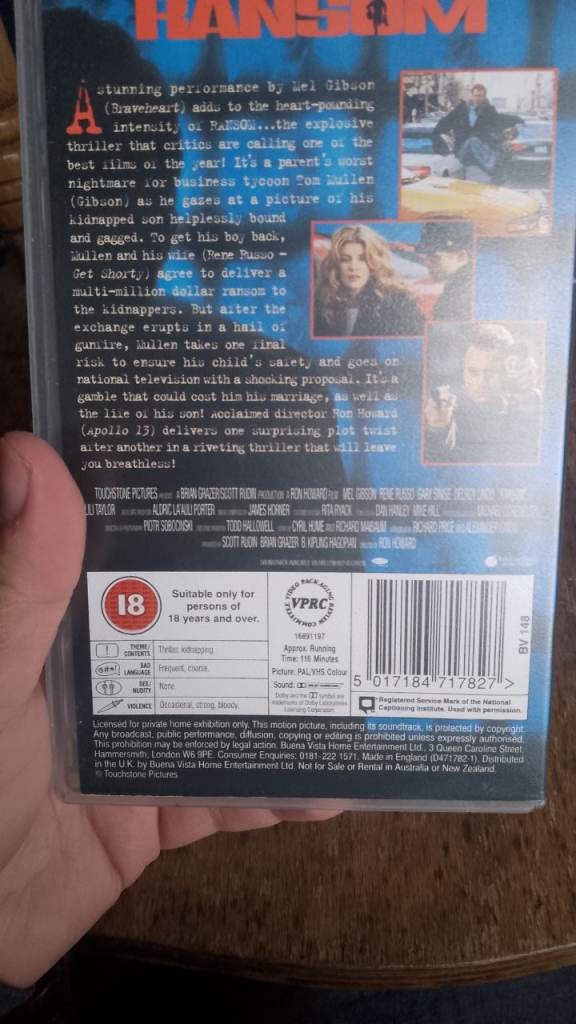 RANSOM
A stunning performance by Mel Gibson
(Braveheart) adds to the heart-pounding
intensity of RANSOM...the explosive
thriller that critics are calling one of the
best films of the year! It's a parent's worst
nightmare for business tycoon Tom Mullen
(Gibson) as he gazes at a picture of his
kidnapped son helplessly bound
and gagged. To get his boy back,
Mullen and his wife (Rene Russo -
Get Shorty) agree to deliver a
multi-million dollar ransom to
the kidnappers. But after the
exchange erupts in a hail of
gunfire, Mullen takes one final
risk to ensure his child's safety and goes on
national television with a shocking proposal. It's a
gamble that could cost him his marriage, as well as
the life of his son! Acclaimed director Ron Howard
(Apollo 13) delivers one surprising plot twist
after another in a riveting thriller that will leave
you breathless!
TOUCHSTONE PICTURES A BRIAN GRAZER/SCOTT RUDIN PRODUCTION A RON HOWARD FILM MEL GIBSON RENE RUSSO GARY SINISE DELROY LINDO
LILI TAYLOR ALDRIC LA'AULI PORTER JAMES HORNER RITA RYACK DAN HANLEY MIKE HILL MICHAEL
PIOTR SOBOCINSKI TODD HALLOWELL CYRIL HUME RICHARD MAIBAUM RICHARD PRICE
SCOTT RUDIN BRIAN GRAZER B. KIPLING HAGOPIAN RON HOWARD
18
Suitable only for
persons of
18 years and over.
THEME/CONTENTS Thriller, kidnapping.
BAD LANGUAGE Frequent, coarse.
SEX/NUDITY None.
VIOLENCE Occasional, strong, bloody.
VIDEO PACKAGING REVIEW COMMITTEE
VPRC
16891197
Approx. Running
Time: 116 Minutes
Picture: PAL/VHS Colour
Sound:
Dolby and the symbol are
trademarks of Dolby Laboratories
Licensing Corporation
5 017184 717827 >
BV 148
Registered Service Mark of the National
Captioning Institute. Used with permission.
Licensed for private home exhibition only. This motion picture, including its soundtrack, is protected by copyright.
Any broadcast, public performance, diffusion, copying or editing is prohibited unless expressly authorised.
This prohibition may be enforced by legal action. Buena Vista Home Entertainment Ltd., 3 Queen Caroline Street,
Hammersmith, London W6 9PE. Consumer Enquiries: 0181-222 1571. Made in England (D471782-1). Distributed
in the U.K. by Buena Vista Home Entertainment Ltd. Not for Sale or Rental in Australia or New Zealand.
© Touchstone Pictures